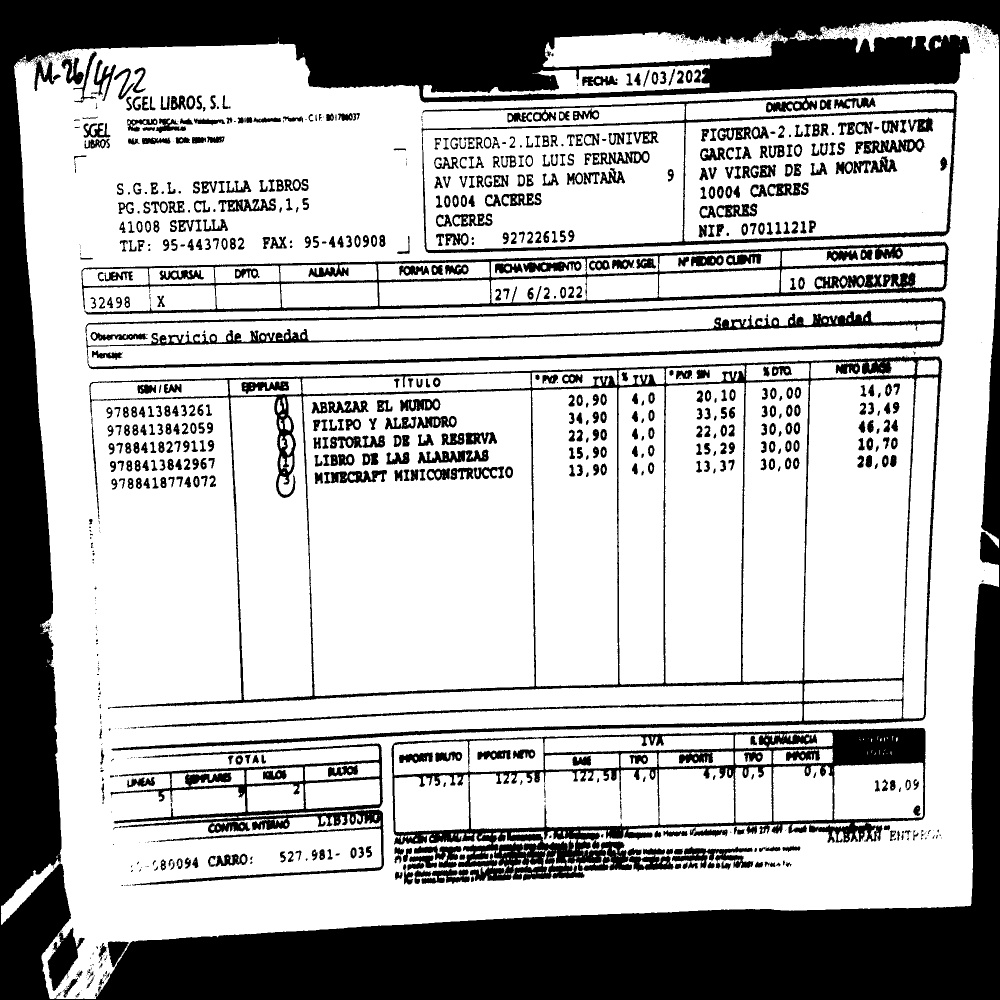 M-26/4/22
FECHA: 14/03/2022
SGEL LIBROS, S.L.
SGEL
LIBROS
S.G.E.L. SEVILLA LIBROS
PG.STORE.CL.TENAZAS,1,5
41008 SEVILLA
TLF: 95-4437082 FAX: 95-4430908
DIRECCIÓN DE ENVÍO
FIGUEROA-2.LIBR.TECN-UNIVER
GARCIA RUBIO LUIS FERNANDO
AV VIRGEN DE LA MONTAÑA 9
10004 CACERES
CACERES
TFNO: 927226159
DIRECCIÓN DE FACTURA
FIGUEROA-2.LIBR.TECN-UNIVER
GARCIA RUBIO LUIS FERNANDO
AV VIRGEN DE LA MONTAÑA 9
10004 CACERES
CACERES
NIF. 07011121P
CLIENTE SUCURSAL DPTO. ALBARÁN FORMA DE PAGO FECHA VENCIMIENTO COD. PROV. SGEL Nº PEDIDO CLIENTE FORMA DE ENVÍO
32498 X 27/ 6/2.022 10 CHRONOEXPRES
Observaciones: Servicio de Novedad Servicio de Novedad
Mensaje:
ISBN / EAN EJEMPLARES TÍTULO * PVP. CON IVA % IVA * PVP. SIN IVA % DTO. NETO EUROS
9788413843261 1 ABRAZAR EL MUNDO 20,90 4,0 20,10 30,00 14,07
9788413842059 1 FILIPO Y ALEJANDRO 34,90 4,0 33,56 30,00 23,49
9788418279119 3 HISTORIAS DE LA RESERVA 22,90 4,0 22,02 30,00 46,24
9788413842967 1 LIBRO DE LAS ALABANZAS 15,90 4,0 15,29 30,00 10,70
9788418774072 3 MINECRAFT MINICONSTRUCCIO 13,90 4,0 13,37 30,00 28,08
TOTAL
LINEAS EJEMPLARES KILOS BULTOS
5 9 2
IMPORTE BRUTO IMPORTE NETO IVA R. EQUIVALENCIA
BASE TIPO IMPORTE TIPO IMPORTE
175,12 122,58 122,58 4,0 4,90 0,5 0,61 128,09
€
CONTROL INTERNO LIB30JMG
089094 CARRO: 527.981- 035
ALBARAN ENTREGA